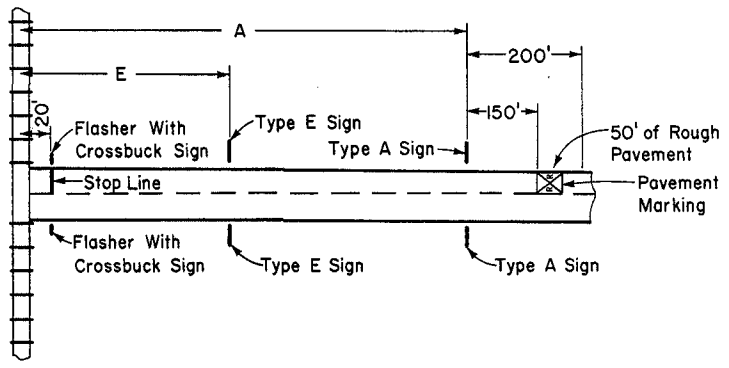 A
200'
E
150'
20'
Flasher With
Crossbuck Sign
Type E Sign
Type A Sign
50' of Rough
Pavement
Stop Line
R R
Pavement
Marking
Flasher With
Crossbuck Sign
Type E Sign
Type A Sign